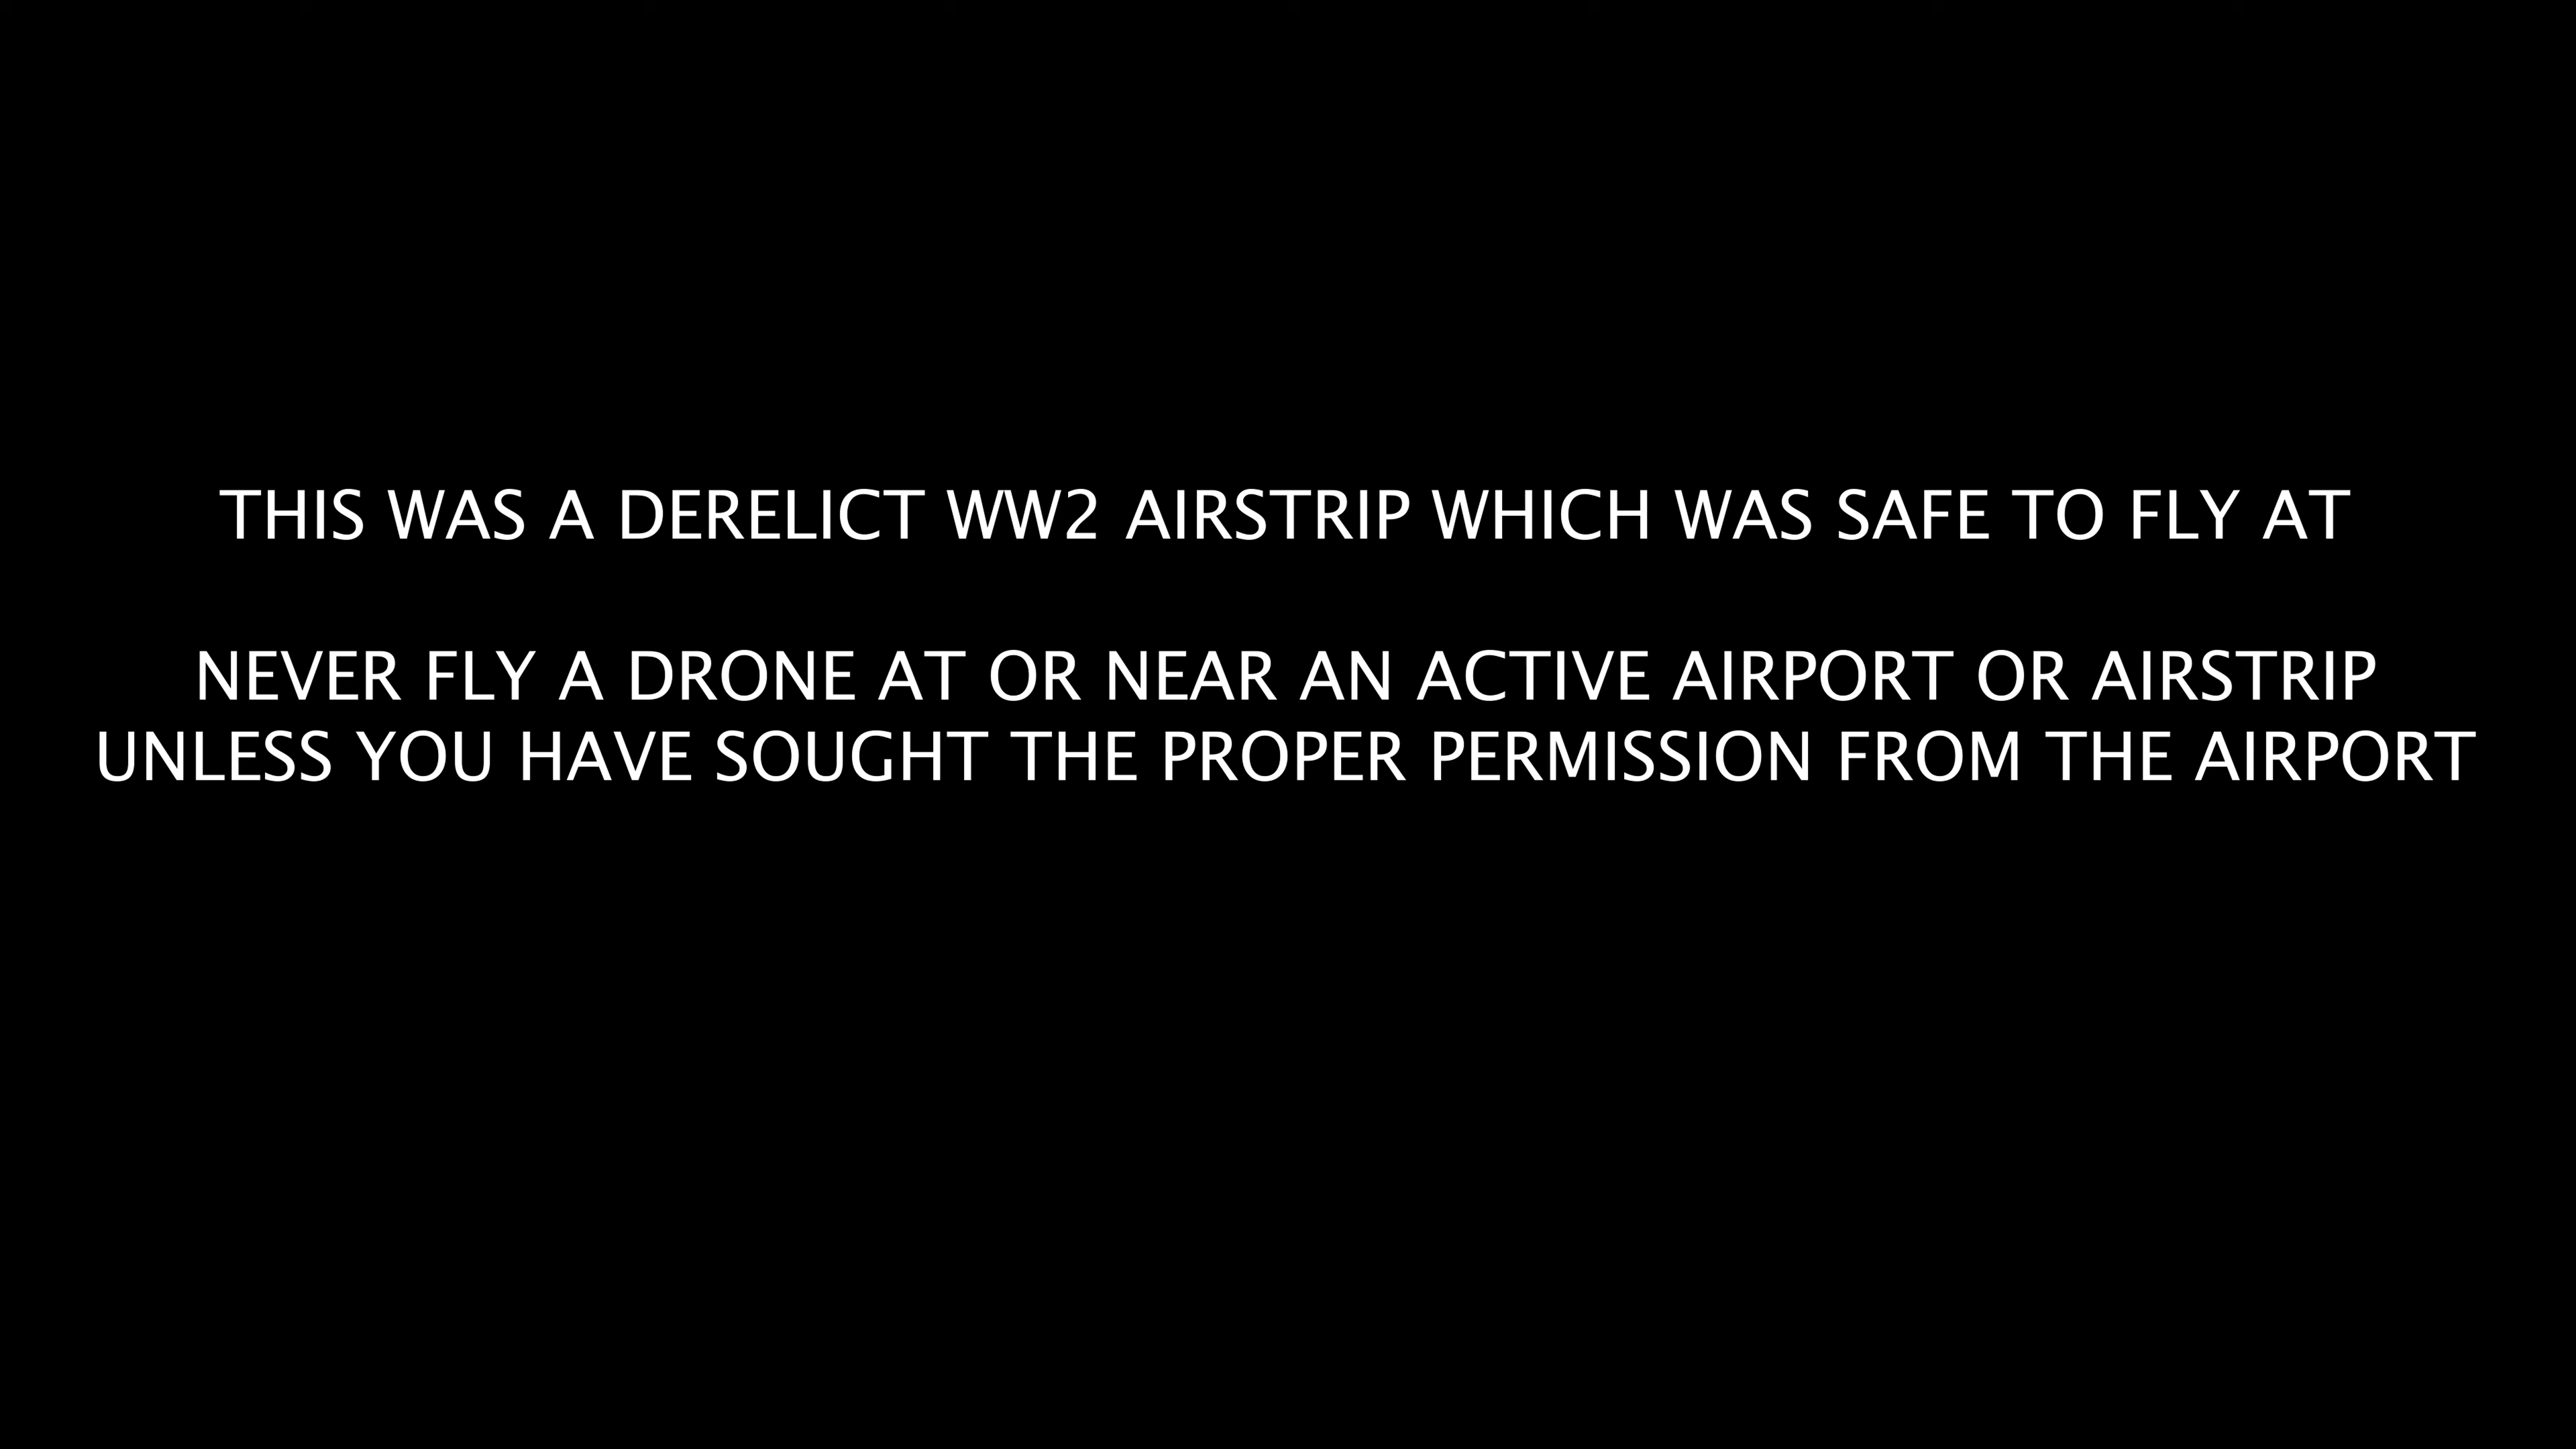 THIS WAS A DERELICT WW2 AIRSTRIP WHICH WAS SAFE TO FLY AT
NEVER FLY A DRONE AT OR NEAR AN ACTIVE AIRPORT OR AIRSTRIP
UNLESS YOU HAVE SOUGHT THE PROPER PERMISSION FROM THE AIRPORT